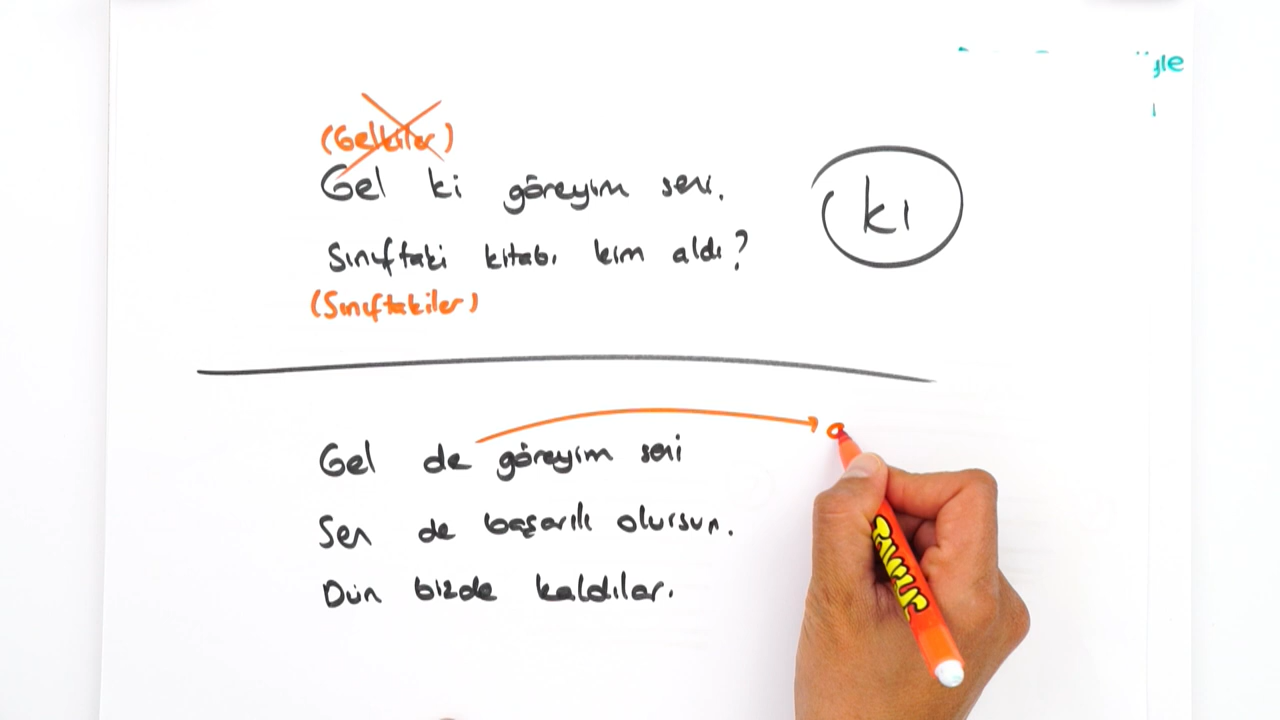 (Gelkiler)
Gel ki göreyim seni.
ki
Sınıftaki kitabı kim aldı?
(Sınıftakiler)
Gel de göreyim seni
Sen de başarılı olursun.
Dün bizde kaldılar.